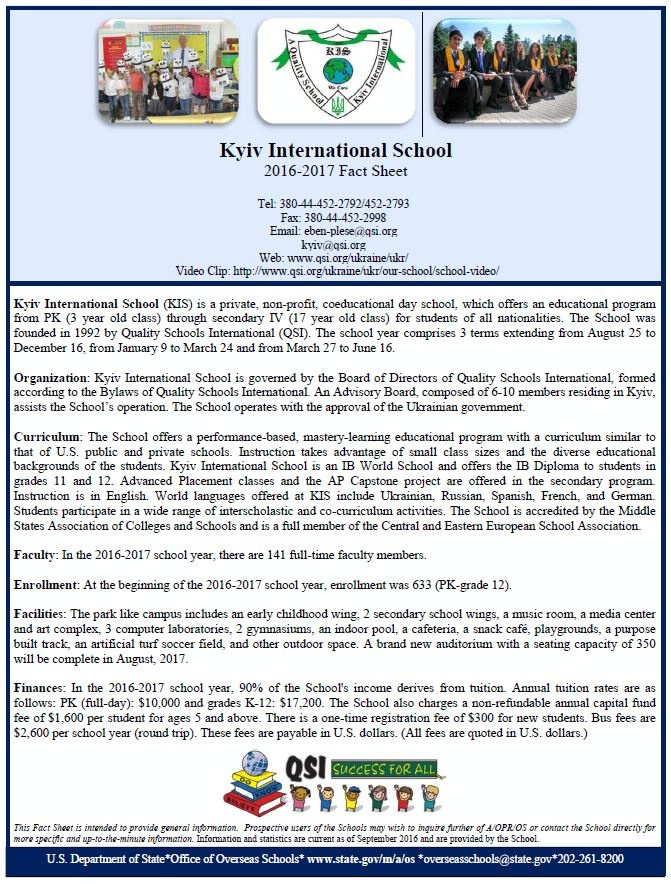 A Quality School
KIS
We Care
Kyiv International
Kyiv International School
2016-2017 Fact Sheet
Tel: 380-44-452-2792/452-2793
Fax: 380-44-452-2998
Email: eben-plese@qsi.org
kyiv@qsi.org
Web: www.qsi.org/ukraine/ukr/
Video Clip: http://www.qsi.org/ukraine/ukr/our-school/school-video/
Kyiv International School (KIS) is a private, non-profit, coeducational day school, which offers an educational program
from PK (3 year old class) through secondary IV (17 year old class) for students of all nationalities. The School was
founded in 1992 by Quality Schools International (QSI). The school year comprises 3 terms extending from August 25 to
December 16, from January 9 to March 24 and from March 27 to June 16.
Organization: Kyiv International School is governed by the Board of Directors of Quality Schools International, formed
according to the Bylaws of Quality Schools International. An Advisory Board, composed of 6-10 members residing in Kyiv,
assists the School's operation. The School operates with the approval of the Ukrainian government.
Curriculum: The School offers a performance-based, mastery-learning educational program with a curriculum similar to
that of U.S. public and private schools. Instruction takes advantage of small class sizes and the diverse educational
backgrounds of the students. Kyiv International School is an IB World School and offers the IB Diploma to students in
grades 11 and 12. Advanced Placement classes and the AP Capstone project are offered in the secondary program.
Instruction is in English. World languages offered at KIS include Ukrainian, Russian, Spanish, French, and German.
Students participate in a wide range of interscholastic and co-curriculum activities. The School is accredited by the Middle
States Association of Colleges and Schools and is a full member of the Central and Eastern European School Association.
Faculty: In the 2016-2017 school year, there are 141 full-time faculty members.
Enrollment: At the beginning of the 2016-2017 school year, enrollment was 633 (PK-grade 12).
Facilities: The park like campus includes an early childhood wing, 2 secondary school wings, a music room, a media center
and art complex, 3 computer laboratories, 2 gymnasiums, an indoor pool, a cafeteria, a snack café, playgrounds, a purpose
built track, an artificial turf soccer field, and other outdoor space. A brand new auditorium with a seating capacity of 350
will be complete in August, 2017.
Finances: In the 2016-2017 school year, 90% of the School's income derives from tuition. Annual tuition rates are as
follows: PK (full-day): $10,000 and grades K-12: $17,200. The School also charges a non-refundable annual capital fund
fee of $1,600 per student for ages 5 and above. There is a one-time registration fee of $300 for new students. Bus fees are
$2,600 per school year (round trip). These fees are payable in U.S. dollars. (All fees are quoted in U.S. dollars.)
DO
KNOW
BELIEVE
QSI SUCCESS FOR ALL
This Fact Sheet is intended to provide general information. Prospective users of the Schools may wish to inquire further of A/OPR/OS or contact the School directly for
more specific and up-to-the-minute information. Information and statistics are current as of September 2016 and are provided by the School.
U.S. Department of State*Office of Overseas Schools* www.state.gov/m/a/os *overseasschools@state.gov*202-261-8200